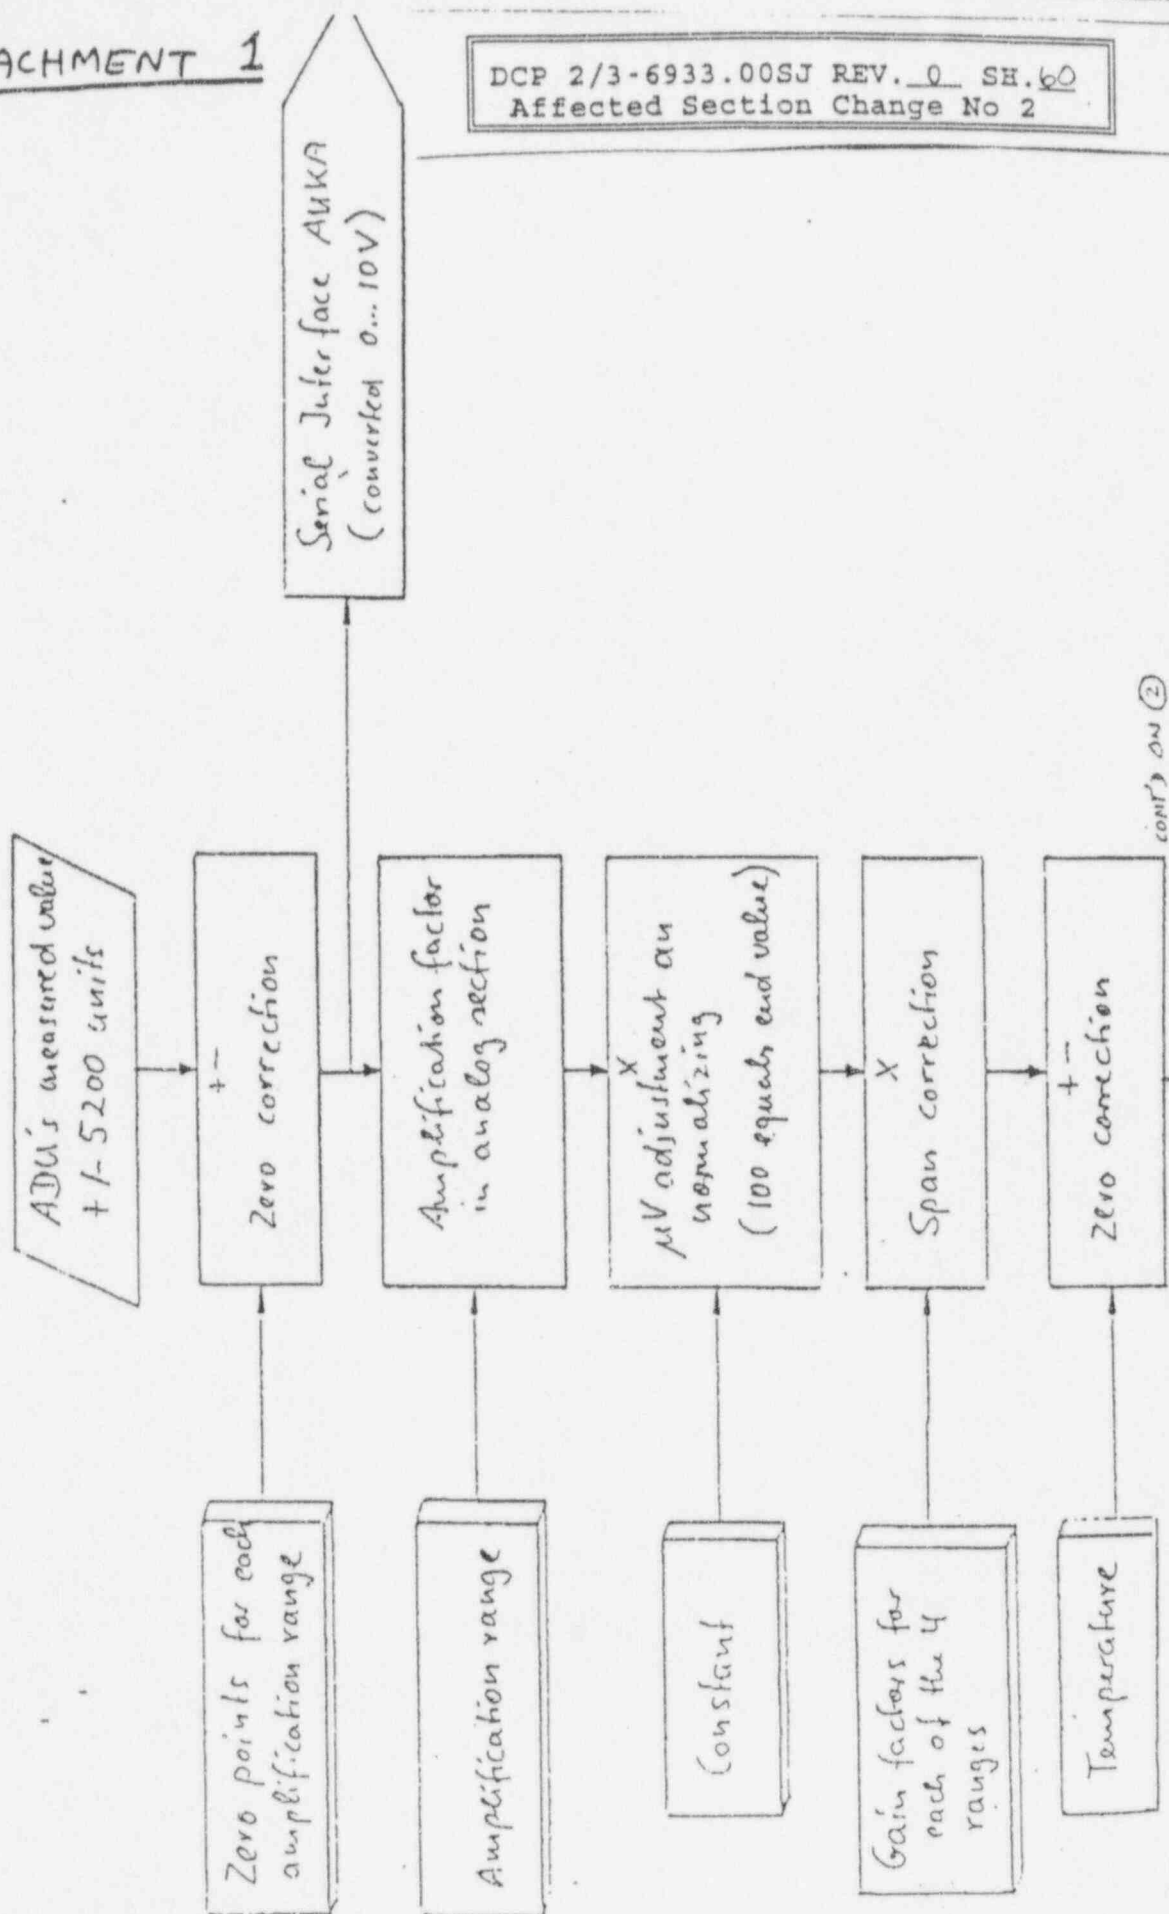 ACHMENT 1
DCP 2/3-6933.00SJ REV. 0 SH. 60
Affected Section Change No 2
ADU's measured value
+/- 5200 units
+ -
Zero correction
Serial Interface AUKA
(converted 0...10V)
Zero points for each
amplification range
Amplification factor
in analog section
Amplification range
X
µV adjustment an
normalizing
(100 equals end value)
Constant
X
Span correction
Gain factors for
each of the 4
ranges
+ -
Zero correction
Temperature
CONT'D ON 2